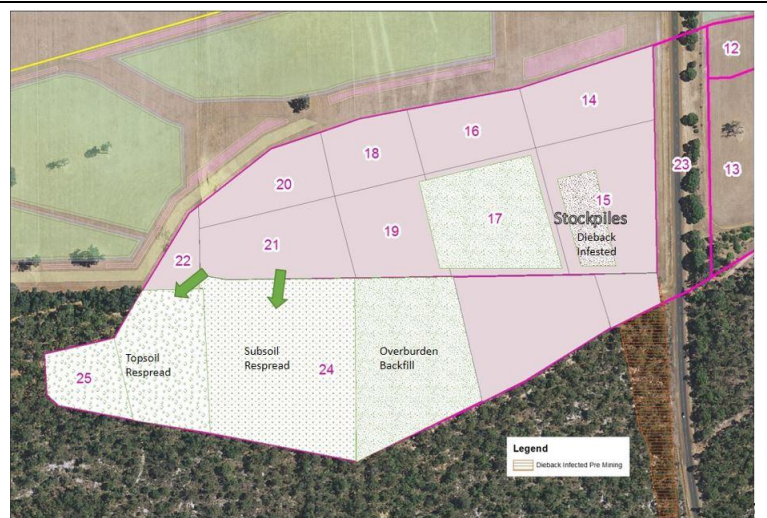 12
14
16
13
23
18
20
15
17
Stockpiles
Dieback
Infested
19
21
22
Topsoil
Respread
Subsoil
Respread
24
Overburden
Backfill
25
Legend
Dieback Infected Pre Mining